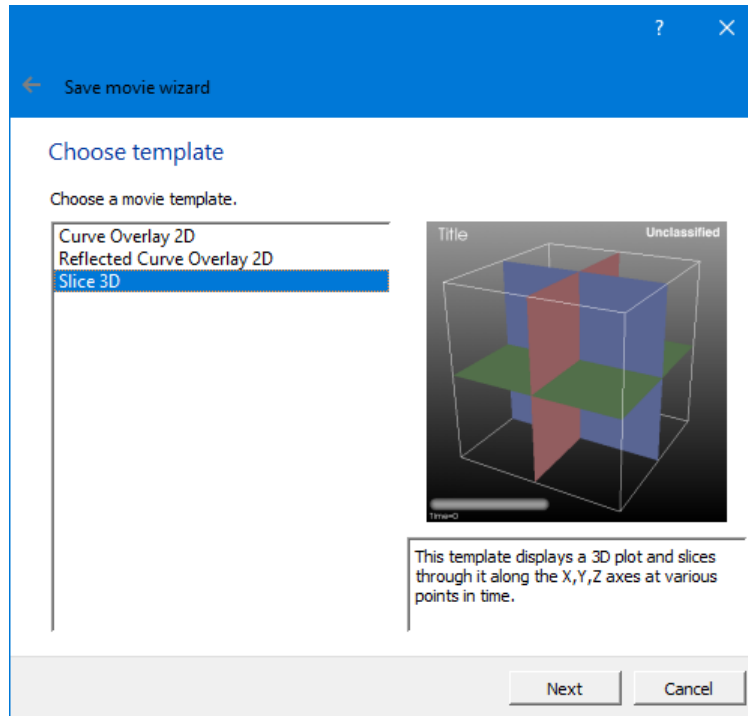 ?
Save movie wizard
Choose template
Choose a movie template.
Curve Overlay 2D
Reflected Curve Overlay 2D
Slice 3D
Title
Unclassified
Time=0
This template displays a 3D plot and slices
through it along the X,Y,Z axes at various
points in time.
Next
Cancel